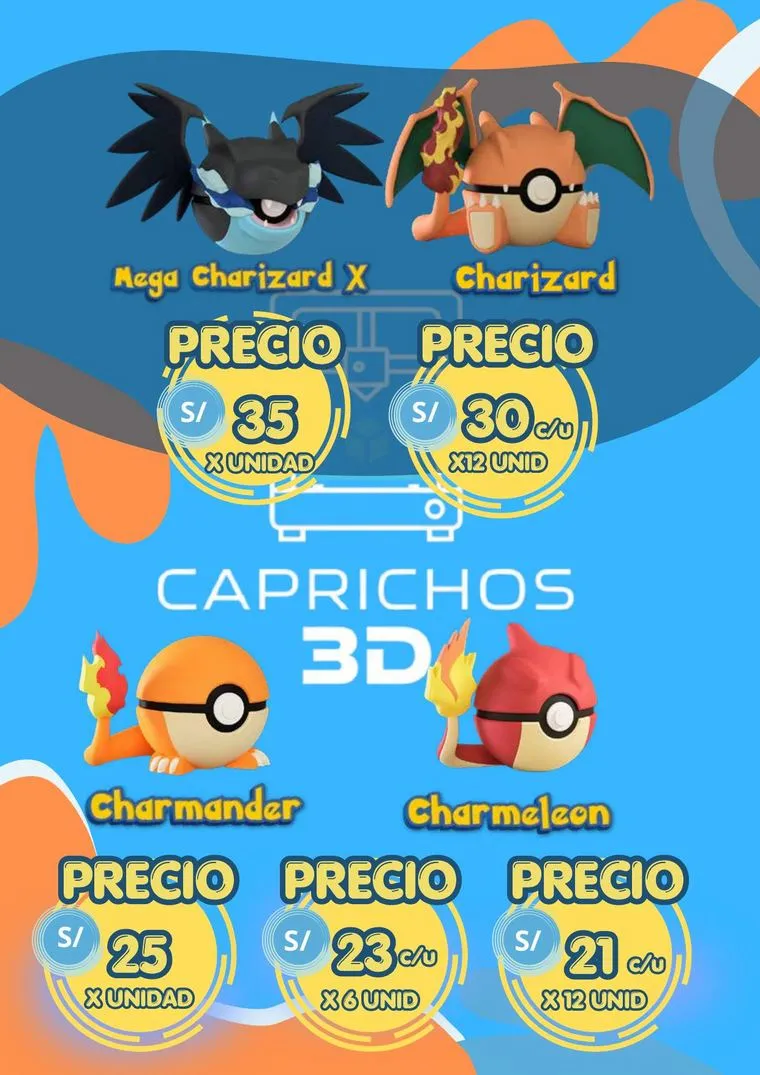 Mega Charizard X
Charizard
PRECIO
S/ 35
X UNIDAD
PRECIO
S/ 30 c/u
X12 UNID
CAPRICHOS
3D
Charmander
Charmeleon
PRECIO
S/ 25
X UNIDAD
PRECIO
S/ 23 c/u
X 6 UNID
PRECIO
S/ 21 c/u
X 12 UNID